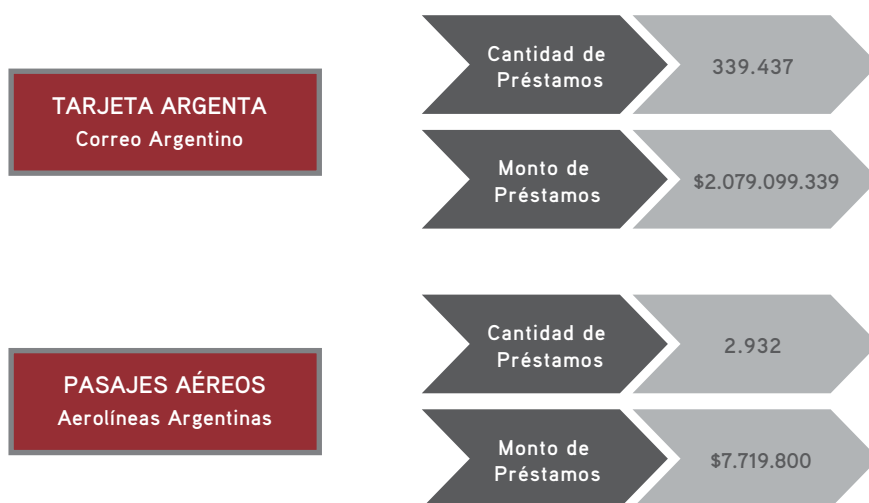 TARJETA ARGENTA
Correo Argentino
Cantidad de
Préstamos
339.437
Monto de
Préstamos
$2.079.099.339
PASAJES AÉREOS
Aerolíneas Argentinas
Cantidad de
Préstamos
2.932
Monto de
Préstamos
$7.719.800